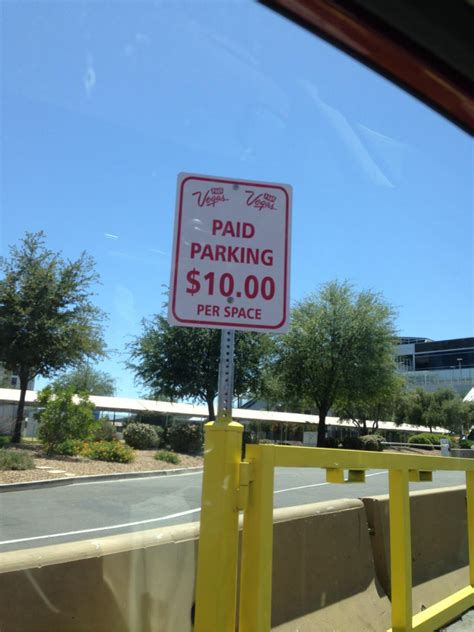 Vegas Vegas
PAID
PARKING
$10.00
PER SPACE